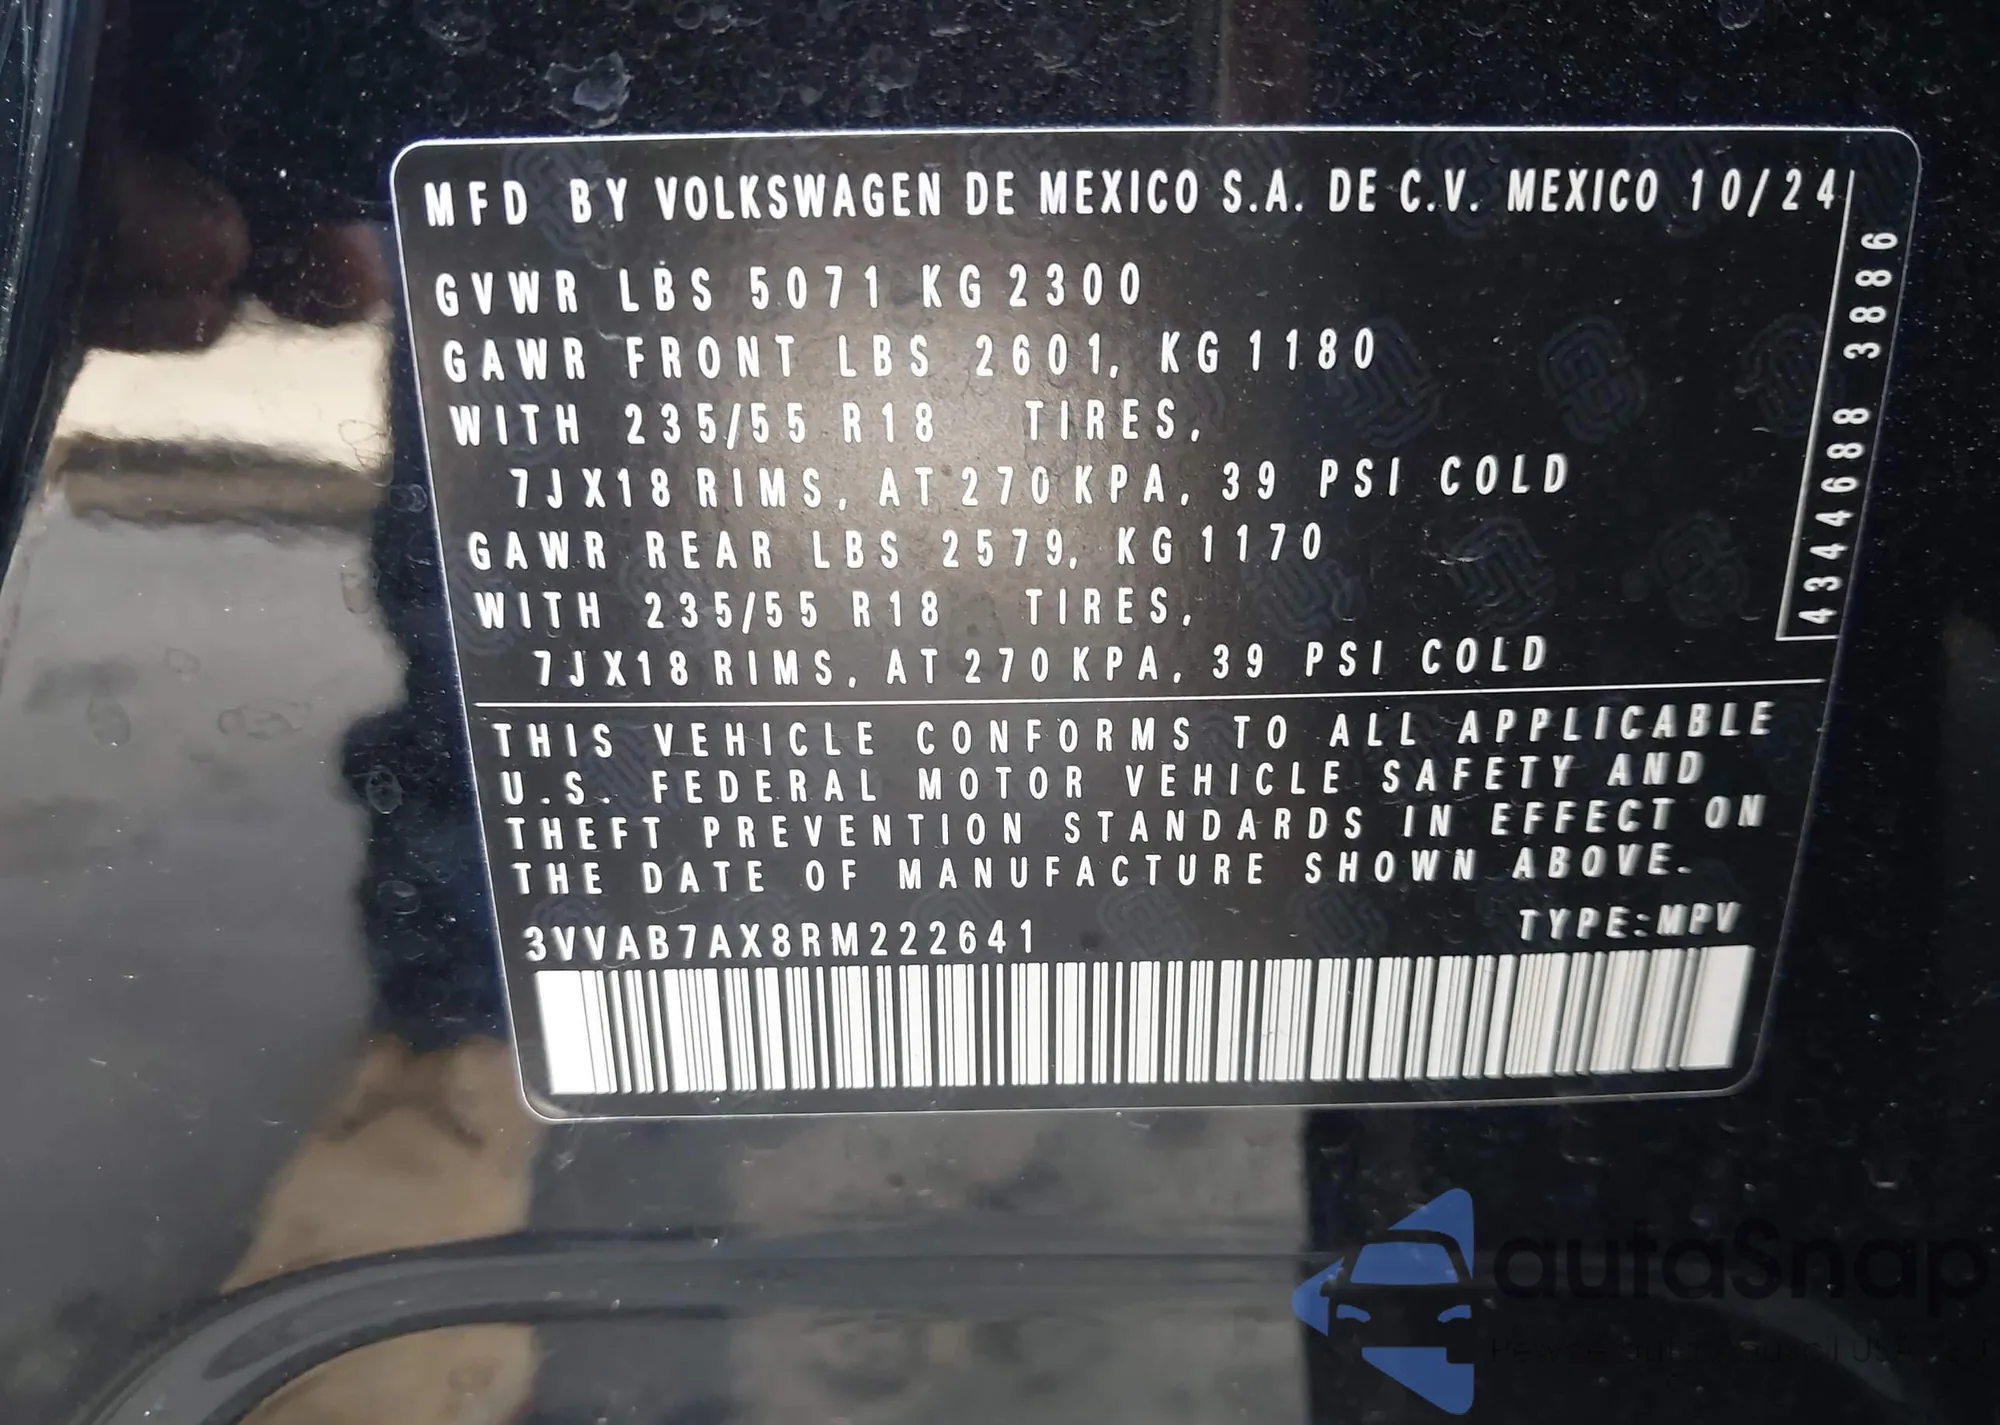 MFD BY VOLKSWAGEN DE MEXICO S.A. DE C.V. MEXICO 10/24
GVWR LBS 5071 KG 2300
GAWR FRONT LBS 2601, KG 1180
WITH 235/55 R18 TIRES,
7JX18 RIMS, AT 270 KPA, 39 PSI COLD
GAWR REAR LBS 2579, KG 1170
WITH 235/55 R18 TIRES,
7JX18 RIMS, AT 270 KPA, 39 PSI COLD
4344688 3886
THIS VEHICLE CONFORMS TO ALL APPLICABLE
U.S. FEDERAL MOTOR VEHICLE SAFETY AND
THEFT PREVENTION STANDARDS IN EFFECT ON
THE DATE OF MANUFACTURE SHOWN ABOVE.
3VVAB7AX8RM222641 TYPE:MPV
autaSnap